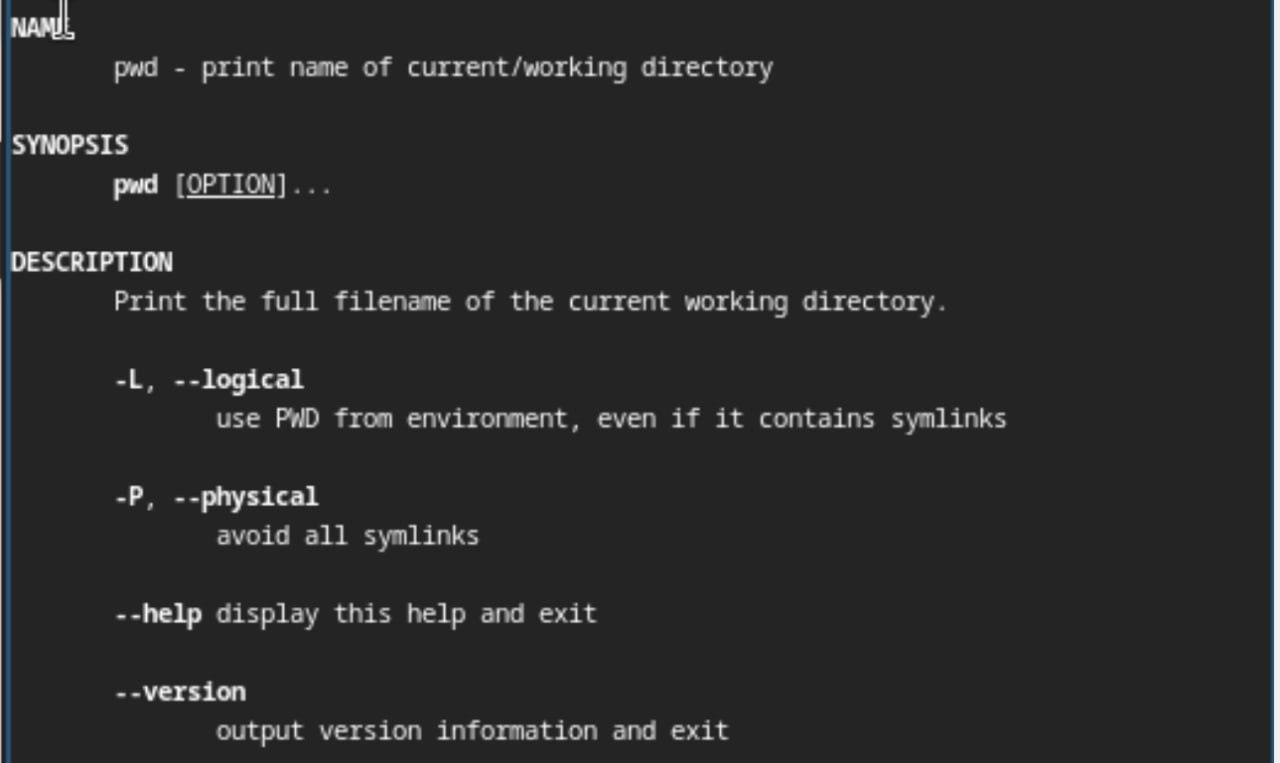 NAME
pwd - print name of current/working directory
SYNOPSIS
pwd [OPTION]...
DESCRIPTION
Print the full filename of the current working directory.
-L, --logical
use PWD from environment, even if it contains symlinks
-P, --physical
avoid all symlinks
--help display this help and exit
--version
output version information and exit